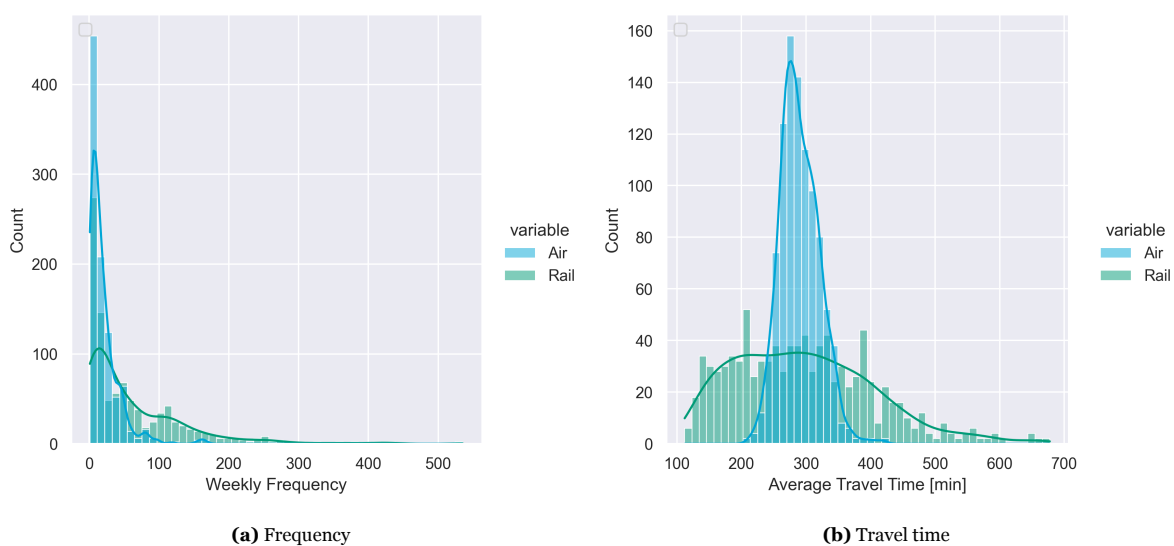 400
300
200
100
0
Count
0 100 200 300 400 500
Weekly Frequency
variable
Air
Rail
(a) Frequency
160
140
120
100
80
60
40
20
0
Count
100 200 300 400 500 600 700
Average Travel Time [min]
variable
Air
Rail
(b) Travel time